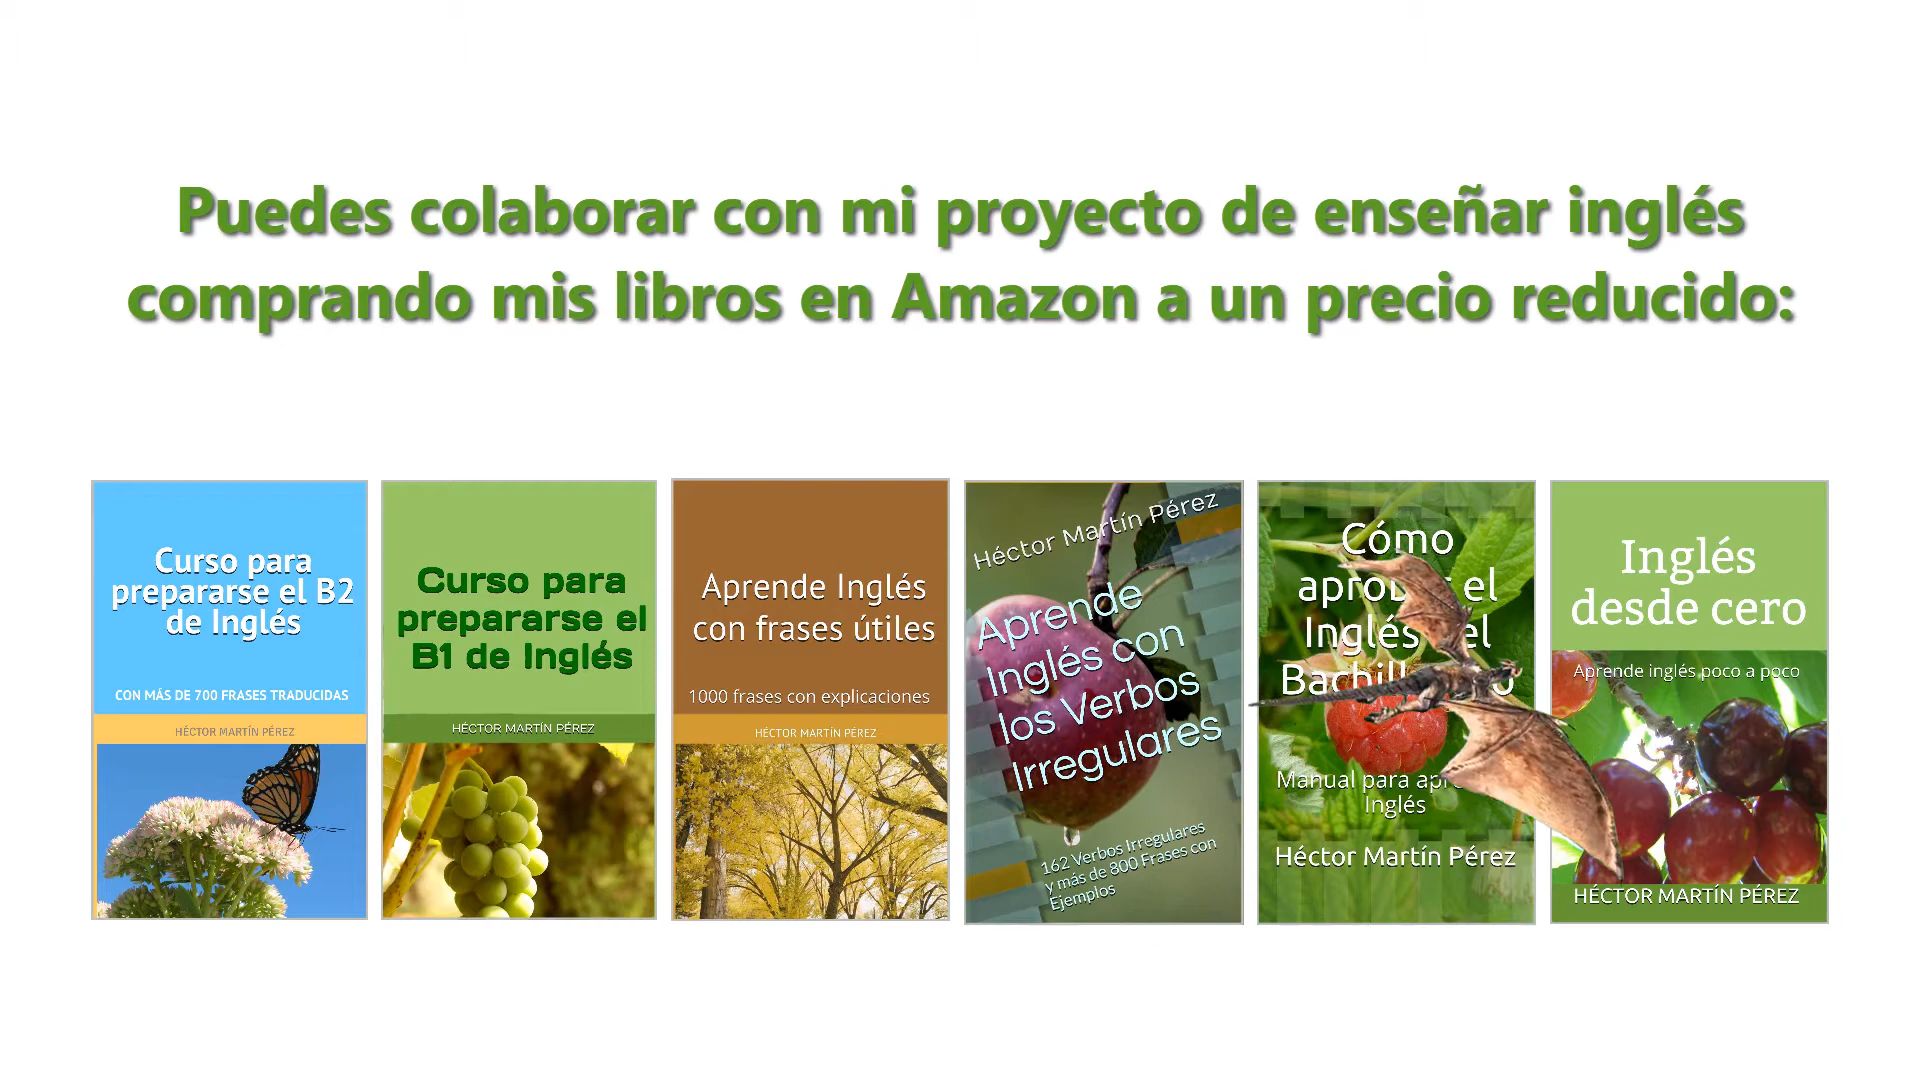 Puedes colaborar con mi proyecto de enseñar inglés
comprando mis libros en Amazon a un precio reducido:
Curso para
prepararse el B2
de Inglés
CON MÁS DE 700 FRASES TRADUCIDAS
HÉCTOR MARTÍN PÉREZ
Curso para
prepararse el
B1 de Inglés
HÉCTOR MARTÍN PÉREZ
Aprende Inglés
con frases útiles
1000 frases con explicaciones
HÉCTOR MARTÍN PÉREZ
Héctor Martín Pérez
Aprende
Inglés con
los Verbos
Irregulares
162 Verbos Irregulares
y más de 800 Frases con
Ejemplos
Cómo
el
Inglés
Manual para
Inglés
Héctor Martín Pérez
Inglés
desde cero
Aprende inglés poco a poco
HÉCTOR MARTÍN PÉREZ